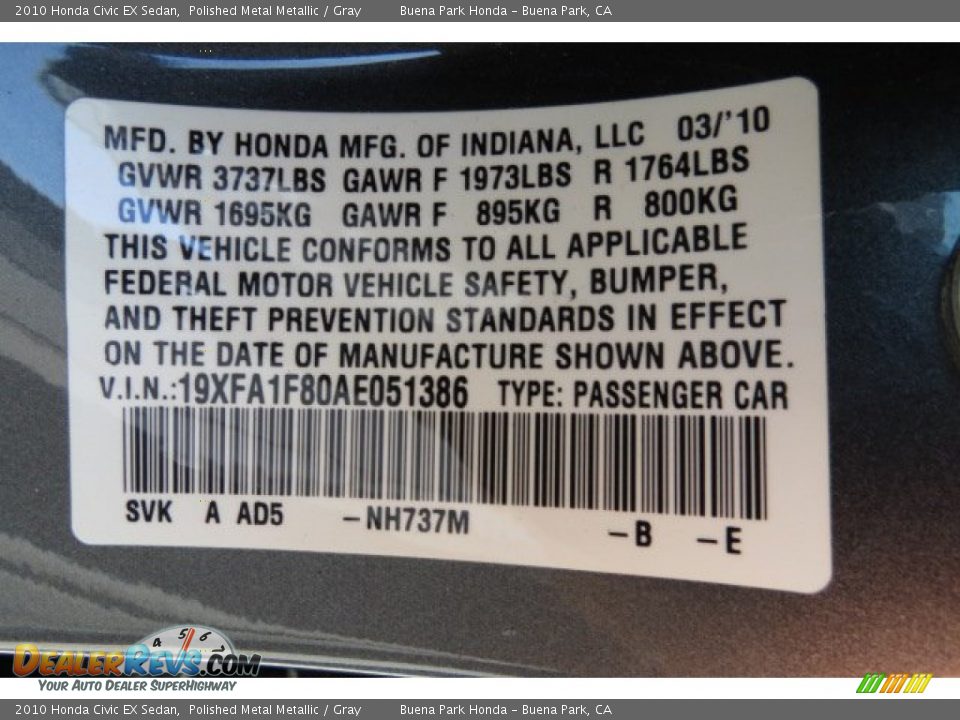 2010 Honda Civic EX Sedan, Polished Metal Metallic / Gray Buena Park Honda – Buena Park, CA
MFD. BY HONDA MFG. OF INDIANA, LLC 03/'10
GVWR 3737LBS GAWR F 1973LBS R 1764LBS
GVWR 1695KG GAWR F 895KG R 800KG
THIS VEHICLE CONFORMS TO ALL APPLICABLE
FEDERAL MOTOR VEHICLE SAFETY, BUMPER,
AND THEFT PREVENTION STANDARDS IN EFFECT
ON THE DATE OF MANUFACTURE SHOWN ABOVE.
V.I.N.:19XFA1F80AE051386 TYPE: PASSENGER CAR
SVK A AD5 –NH737M –B –E
4 5 6
DEALERREVS.COM
YOUR AUTO DEALER SUPERHIGHWAY
2010 Honda Civic EX Sedan, Polished Metal Metallic / Gray Buena Park Honda – Buena Park, CA